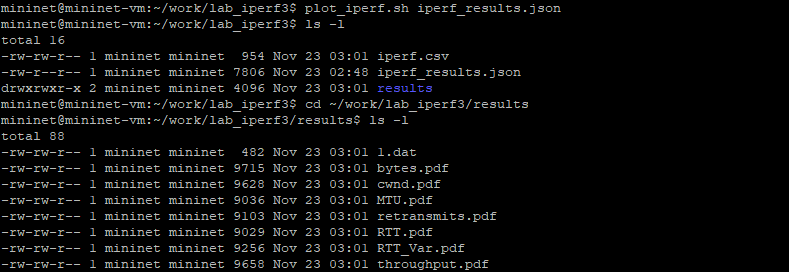 mininet@mininet-vm:~/work/lab_iperf3$ plot_iperf.sh iperf_results.json
mininet@mininet-vm:~/work/lab_iperf3$ ls -l
total 16
-rw-rw-r-- 1 mininet mininet  954 Nov 23 03:01 iperf.csv
-rw-r--r-- 1 mininet mininet 7806 Nov 23 02:48 iperf_results.json
drwxrwxr-x 2 mininet mininet 4096 Nov 23 03:01 results
mininet@mininet-vm:~/work/lab_iperf3$ cd ~/work/lab_iperf3/results
mininet@mininet-vm:~/work/lab_iperf3/results$ ls -l
total 88
-rw-rw-r-- 1 mininet mininet  482 Nov 23 03:01 1.dat
-rw-rw-r-- 1 mininet mininet 9715 Nov 23 03:01 bytes.pdf
-rw-rw-r-- 1 mininet mininet 9628 Nov 23 03:01 cwnd.pdf
-rw-rw-r-- 1 mininet mininet 9036 Nov 23 03:01 MTU.pdf
-rw-rw-r-- 1 mininet mininet 9103 Nov 23 03:01 retransmits.pdf
-rw-rw-r-- 1 mininet mininet 9029 Nov 23 03:01 RTT.pdf
-rw-rw-r-- 1 mininet mininet 9256 Nov 23 03:01 RTT_Var.pdf
-rw-rw-r-- 1 mininet mininet 9658 Nov 23 03:01 throughput.pdf